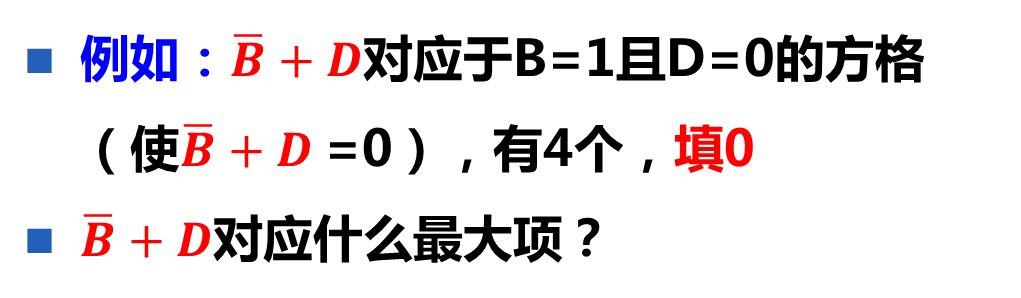 ■ 例如：B̅ + D对应于B=1且D=0的方格
（使B̅ + D =0），有4个，填0
■ B̅ + D对应什么最大项？